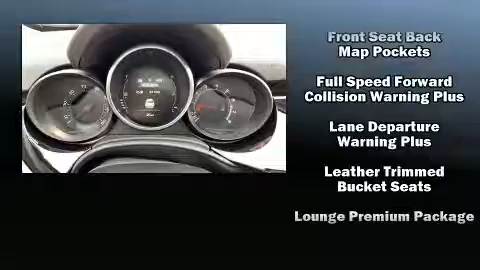 Front Seat Back
Map Pockets
Full Speed Forward
Collision Warning Plus
Lane Departure
Warning Plus
Leather Trimmed
Bucket Seats
Lounge Premium Package